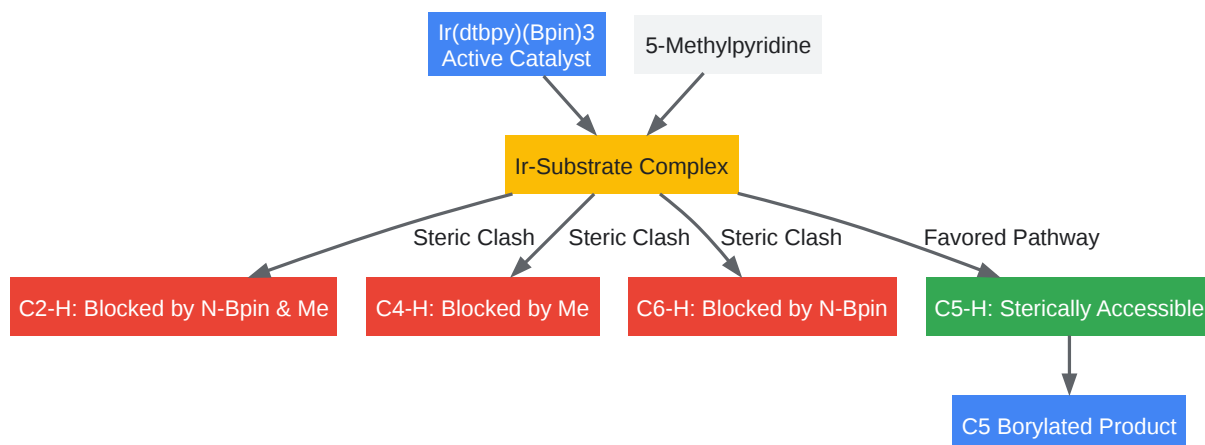 Ir(dtbpy)(Bpin)3
Active Catalyst
5-Methylpyridine
Ir-Substrate Complex
Steric Clash
Steric Clash
Steric Clash
Favored Pathway
C2-H: Blocked by N-Bpin & Me
C4-H: Blocked by Me
C6-H: Blocked by N-Bpin
C5-H: Sterically Accessible
C5 Borylated Product